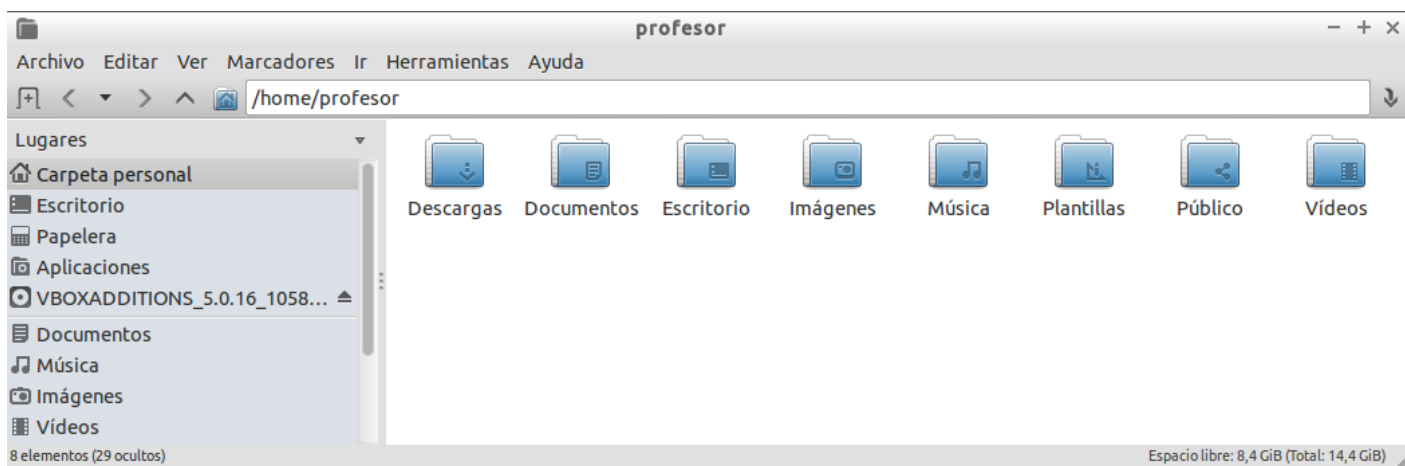 profesor
Archivo Editar Ver Marcadores Ir Herramientas Ayuda
/home/profesor
Lugares
Carpeta personal
Escritorio
Papelera
Aplicaciones
VBOXADDITIONS_5.0.16_1058...
Documentos
Música
Imágenes
Vídeos
Descargas Documentos Escritorio Imágenes Música Plantillas Público Vídeos
8 elementos (29 ocultos) Espacio libre: 8,4 GiB (Total: 14,4 GiB)